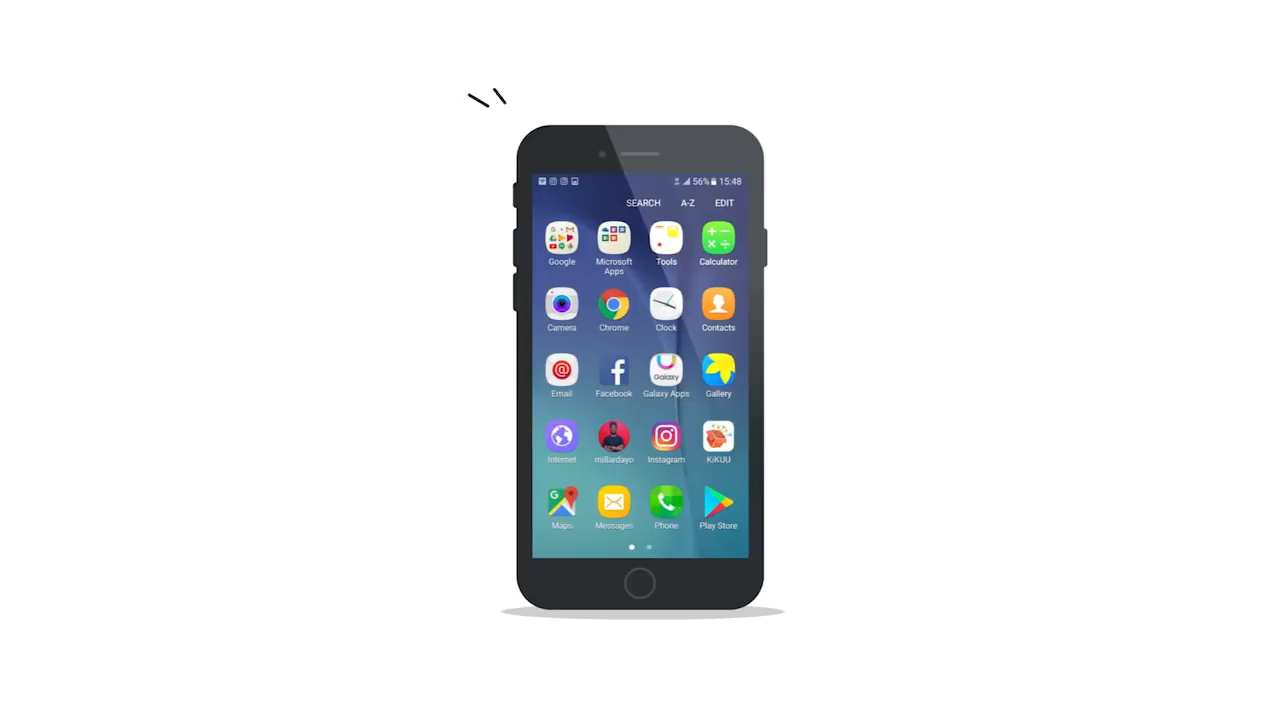 56% 15:48
SEARCH A-Z EDIT
Google Microsoft Apps Tools Calculator
Camera Chrome Clock Contacts
Email Facebook Galaxy Galaxy Apps Gallery
Internet millardayo Instagram KiKUU
G Maps Messages Phone Play Store